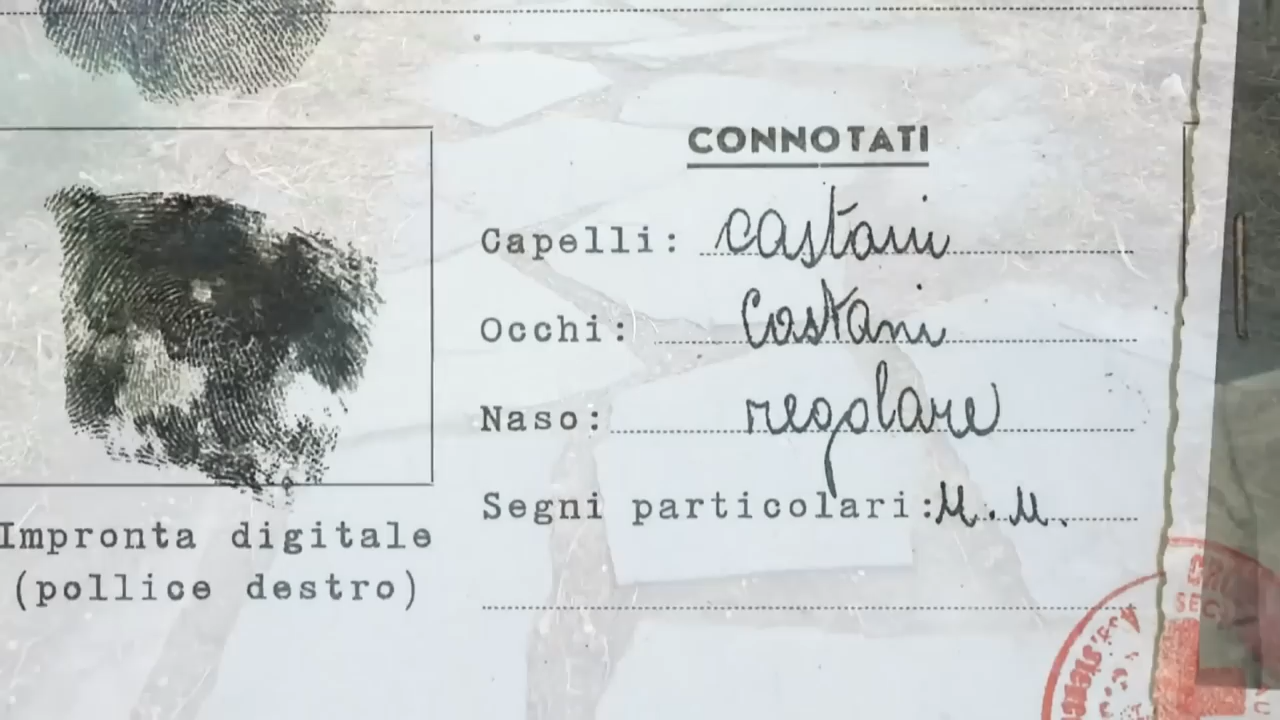 CONNOTATI
Capelli: castani
Occhi: Castani
Naso: regolare
Segni particolari: N.N.
Impronta digitale
(pollice destro)